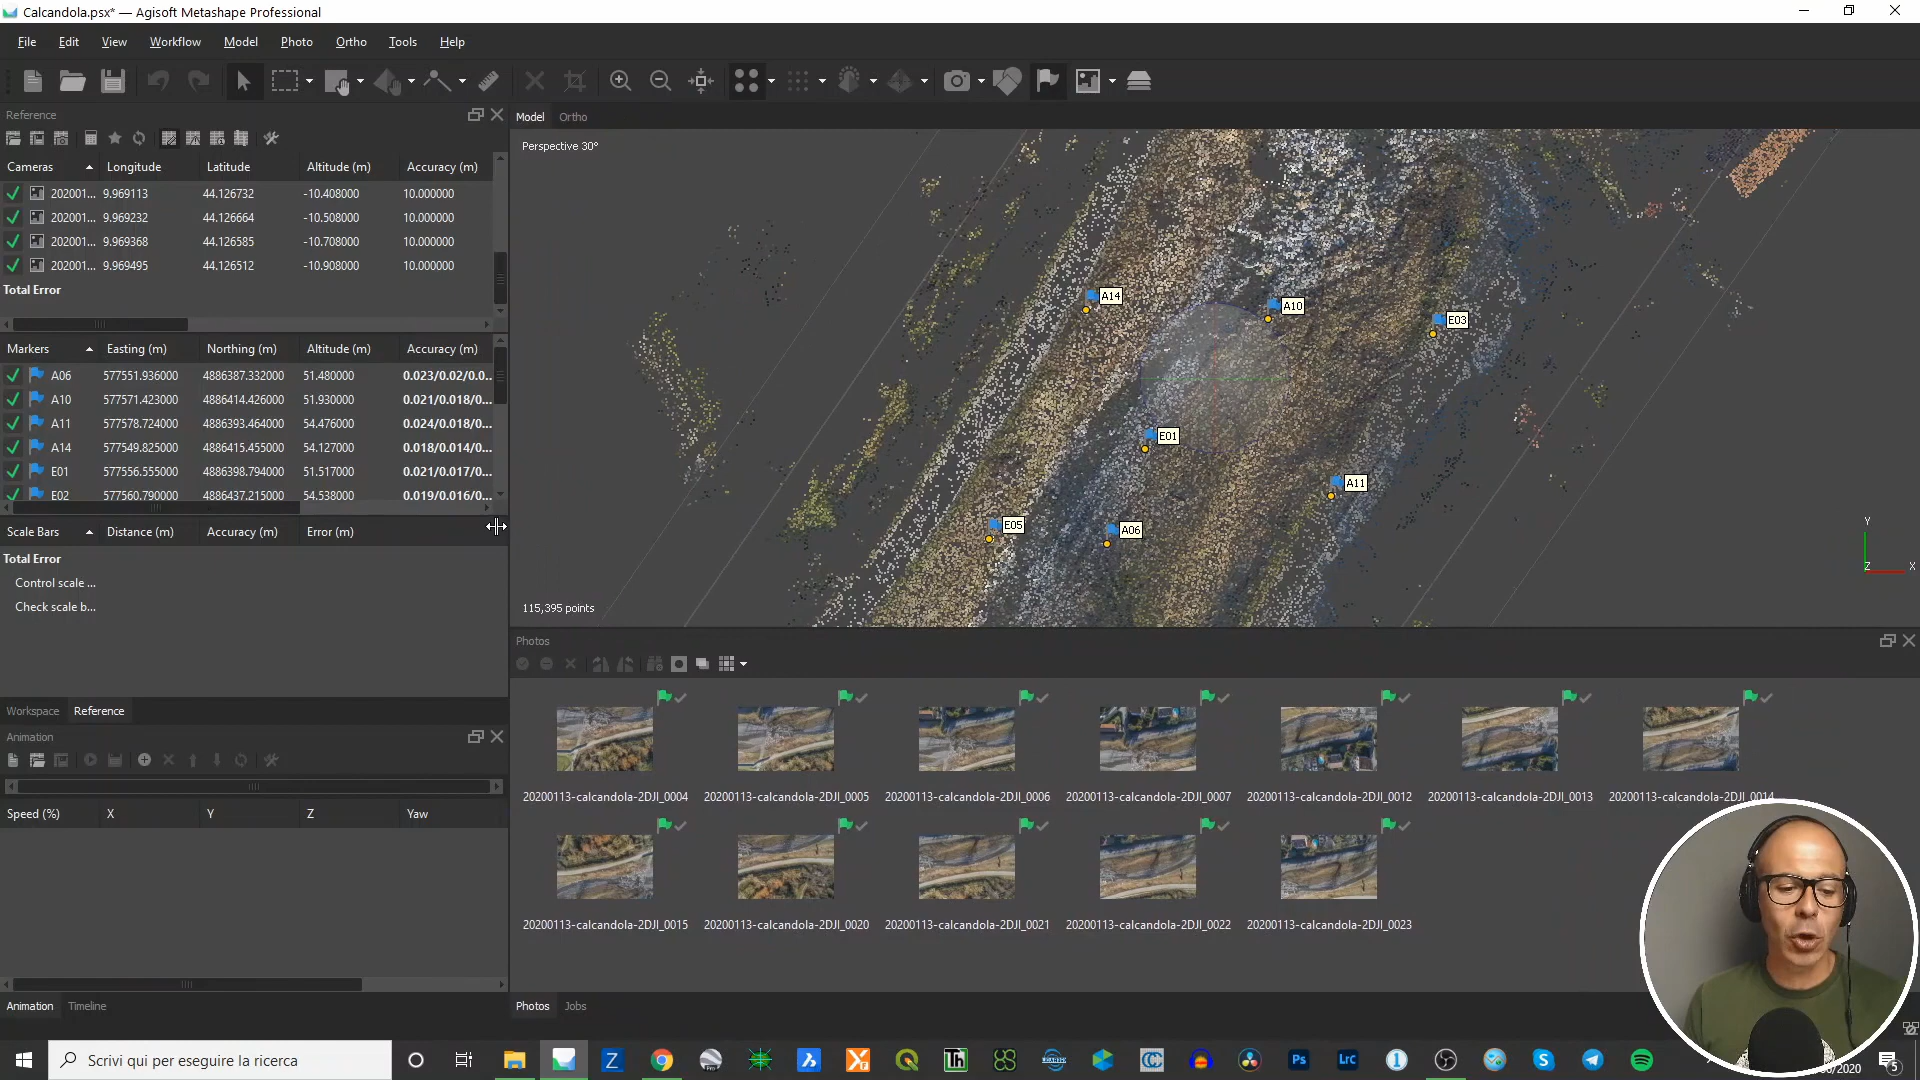 Calcandola.psx* — Agisoft Metashape Professional
File Edit View Workflow Model Photo Ortho Tools Help
Reference
Cameras Longitude Latitude Altitude (m) Accuracy (m)
202001... 9.969113 44.126732 -10.408000 10.000000
202001... 9.969232 44.126664 -10.508000 10.000000
202001... 9.969368 44.126585 -10.708000 10.000000
202001... 9.969495 44.126512 -10.908000 10.000000
Total Error
Markers Easting (m) Northing (m) Altitude (m) Accuracy (m)
A06 577551.936000 4886387.332000 51.480000 0.023/0.02/0.0...
A10 577571.423000 4886414.426000 51.930000 0.021/0.018/0...
A11 577578.724000 4886393.464000 54.476000 0.024/0.018/0...
A14 577549.825000 4886415.455000 54.127000 0.018/0.014/0...
E01 577556.555000 4886398.794000 51.517000 0.021/0.017/0...
E02 577560.790000 4886437.215000 54.538000 0.019/0.016/0...
Scale Bars Distance (m) Accuracy (m) Error (m)
Total Error
Control scale ...
Check scale b...
Workspace Reference
Animation
Speed (%) X Y Z Yaw
Animation Timeline
Model Ortho
Perspective 30°
A14
A10
E03
E01
A11
E05
A06
Y
Z X
115,395 points
Photos
20200113-calcandola-2DJI_0004 20200113-calcandola-2DJI_0005 20200113-calcandola-2DJI_0006 20200113-calcandola-2DJI_0007 20200113-calcandola-2DJI_0012 20200113-calcandola-2DJI_0013 20200113-calcandola-2DJI_0014
20200113-calcandola-2DJI_0015 20200113-calcandola-2DJI_0020 20200113-calcandola-2DJI_0021 20200113-calcandola-2DJI_0022 20200113-calcandola-2DJI_0023
Photos Jobs
Scrivi qui per eseguire la ricerca
Z
Th
CC
Ps
Lrc
2020
5